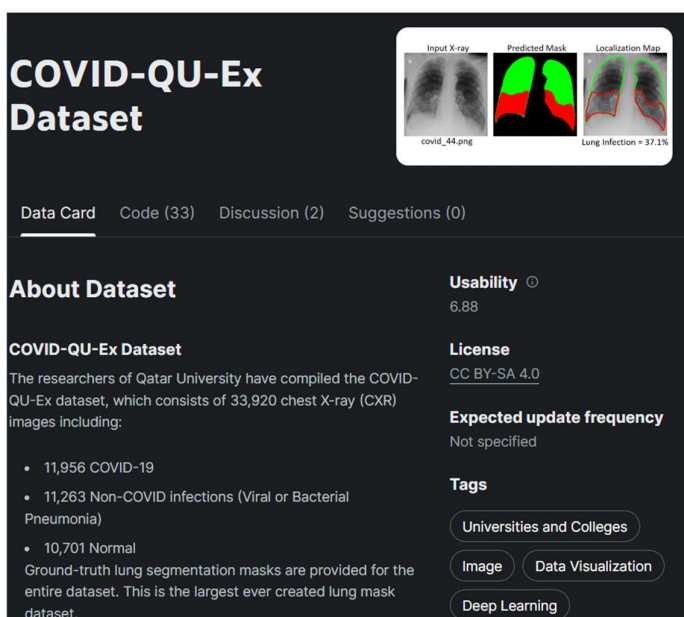 COVID-QU-Ex
Dataset
Input X-ray
Predicted Mask
Localization Map
covid_44.png
Lung Infection = 37.1%
Data Card
Code (33)
Discussion (2)
Suggestions (0)
About Dataset
COVID-QU-Ex Dataset
The researchers of Qatar University have compiled the COVID-
QU-Ex dataset, which consists of 33,920 chest X-ray (CXR)
images including:
• 11,956 COVID-19
• 11,263 Non-COVID infections (Viral or Bacterial
Pneumonia)
• 10,701 Normal
Ground-truth lung segmentation masks are provided for the
entire dataset. This is the largest ever created lung mask
dataset.
Usability
6.88
License
CC BY-SA 4.0
Expected update frequency
Not specified
Tags
Universities and Colleges
Image
Data Visualization
Deep Learning